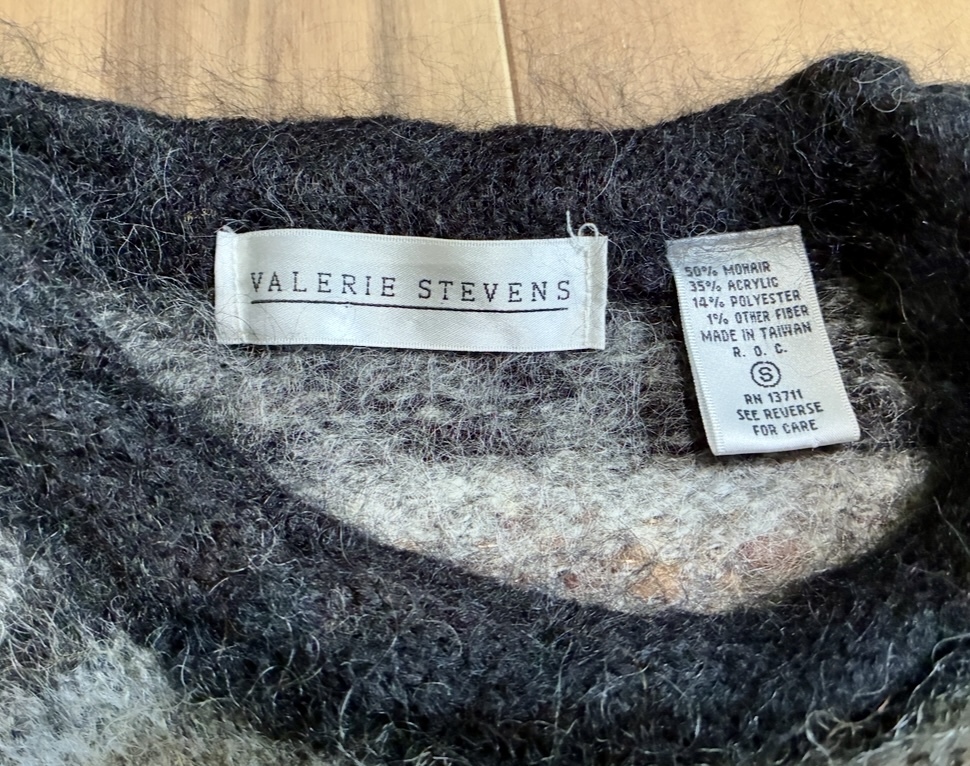 VALERIE STEVENS
50% MOHAIR
35% ACRYLIC
14% POLYESTER
1% OTHER FIBER
MADE IN TAIWAN
R. O. C.
S
RN 13711
SEE REVERSE
FOR CARE